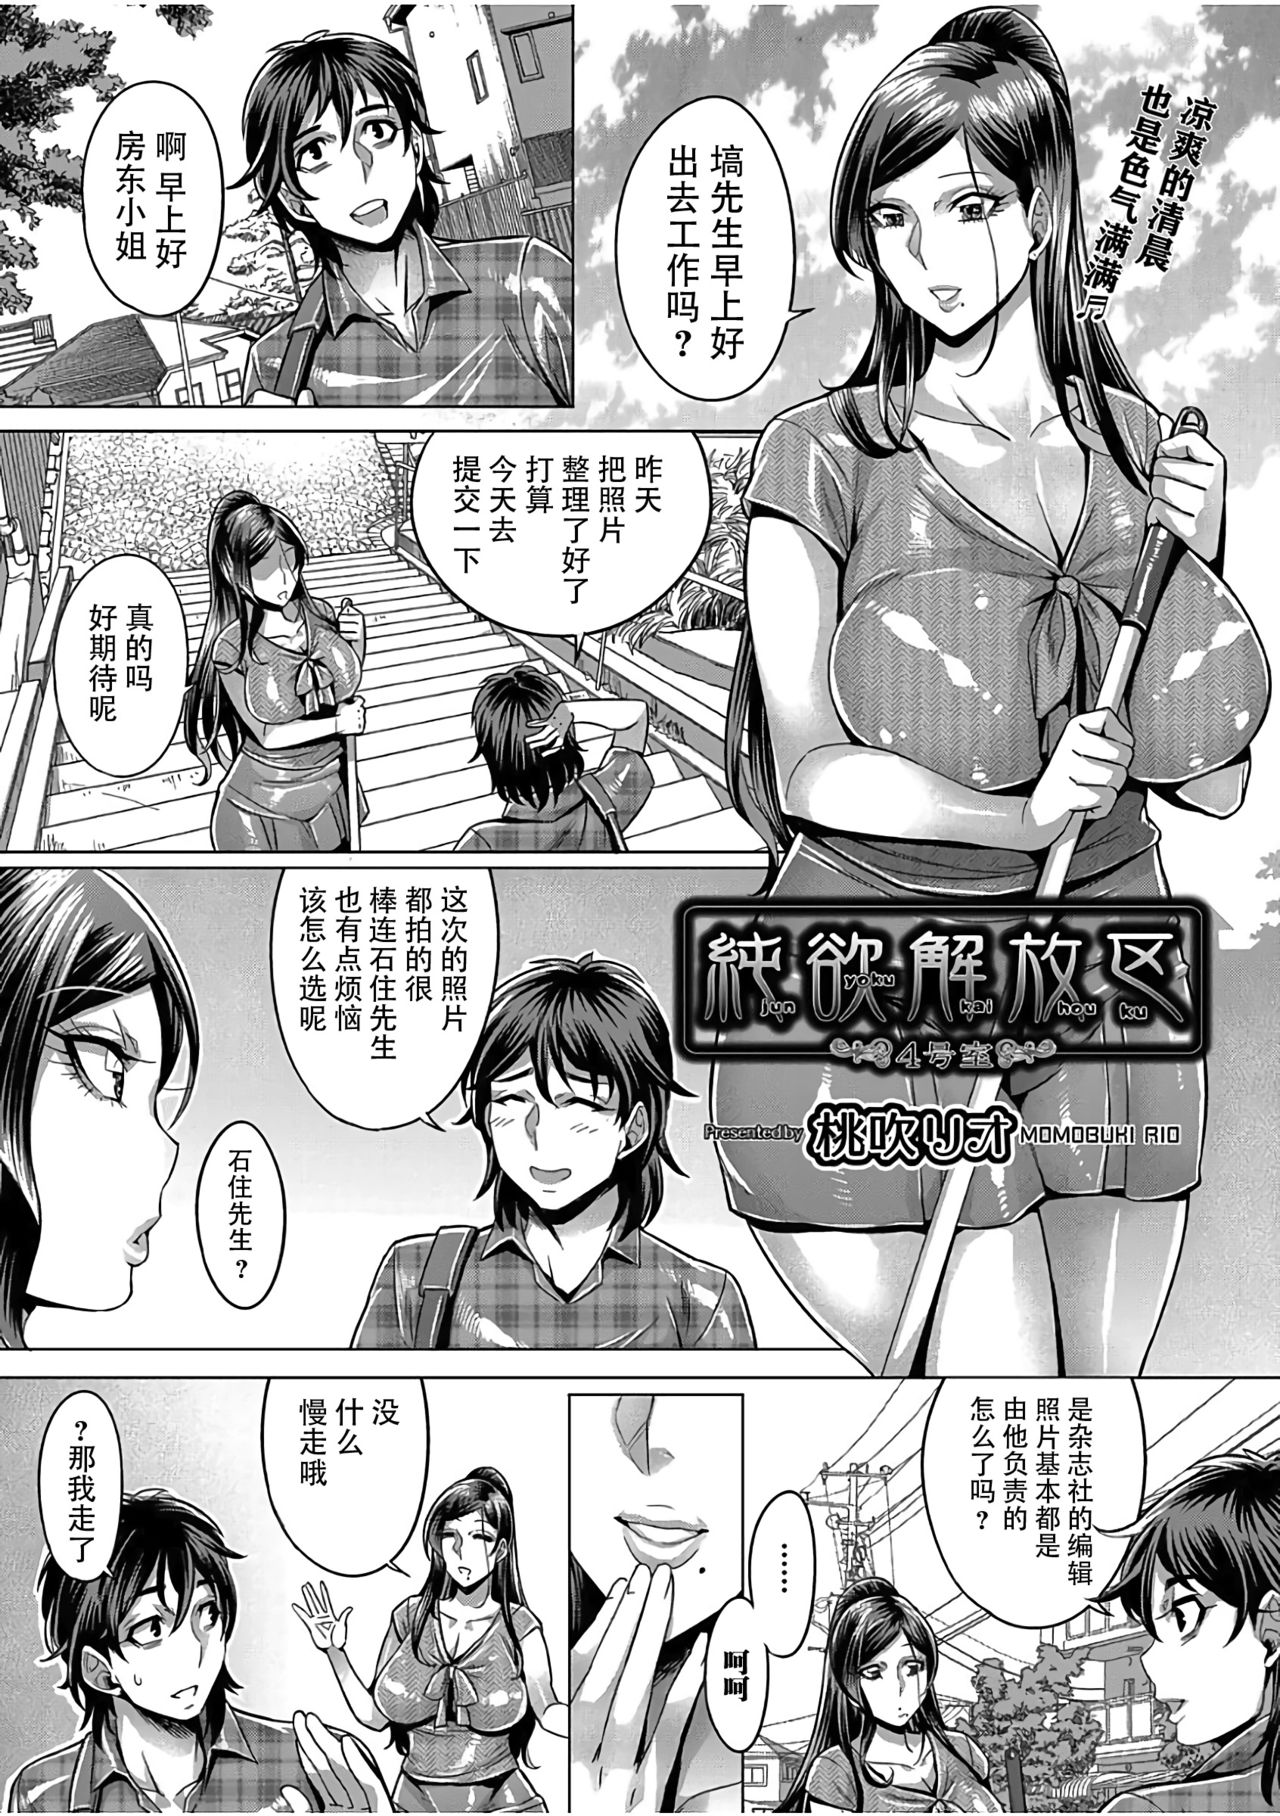 凉爽的清晨
也是色气满满♬
塙先生早上好
出去工作吗？
啊早上好
房东小姐
昨天
把照片
整理了好了
打算
今天去
提交一下
真的吗
好期待呢
純欲解放区
jun yoku kai hou ku
4号室
Presented by 桃吹リオ MOMOBUKI RIO
这次的照片
都拍的很
棒连石住先生
也有点烦恼
该怎么选呢
石住先生？
是杂志社的编辑
照片基本都是
由他负责的
怎么了吗？
……
呵呵
没
什么
慢走哦
？那我走了